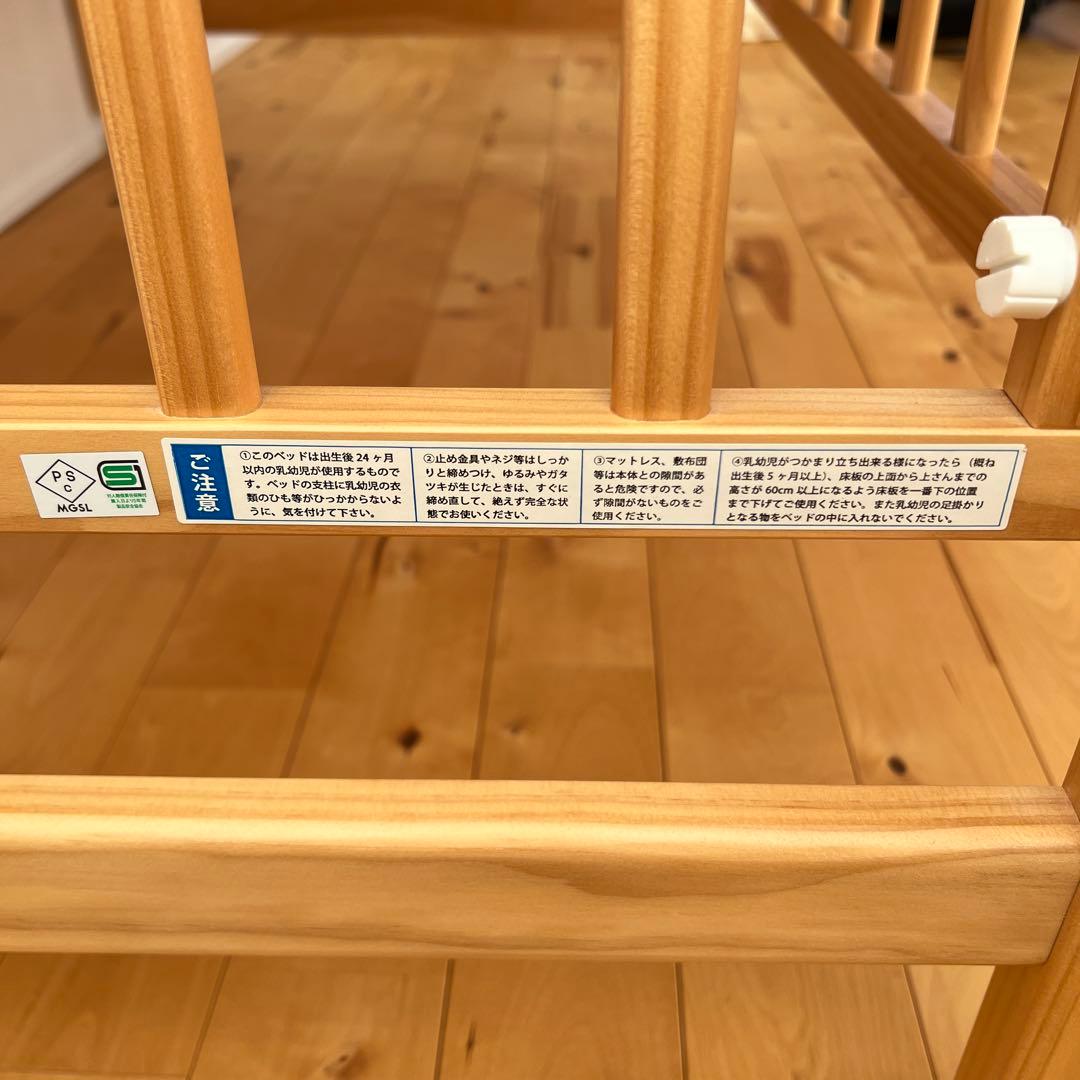 PS
C
MGSL
S
製品安全協会
ご注意
①このベッドは出生後24ヶ月
以内の乳幼児が使用するもので
す。ベッドの支柱に乳幼児の衣
類のひも等がひっかからないよ
うに、気を付けて下さい。
②止め金具やネジ等はしっか
りと締めつけ、ゆるみやガタ
ツキが生じたときは、すぐに
締め直して、絶えず完全な状
態でお使いください。
③マットレス、敷布団
等は本体との隙間があ
ると危険ですので、必
ず隙間がないものをご
使用ください。
④乳幼児がつかまり立ち出来る様になったら（概ね
出生後5ヶ月以上）、床板の上面から上さんまでの
高さが60cm以上になるよう床板を一番下の位置
まで下げてご使用ください。また乳幼児の足掛かり
となる物をベッドの中に入れないでください。